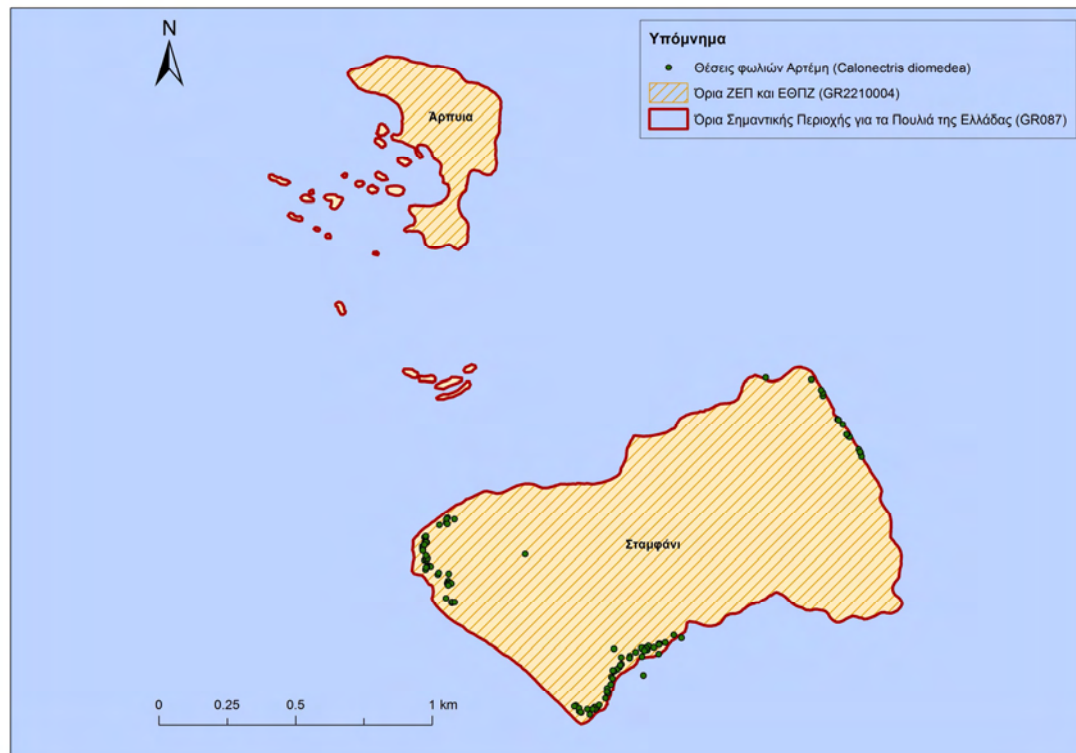 N
Υπόμνημα
Θέσεις φωλιών Αρτέμη (Calonectris diomedea)
Όρια ΖΕΠ και ΕΘΠΖ (GR2210004)
Όρια Σημαντικής Περιοχής για τα Πουλιά της Ελλάδας (GR087)
Άρπυια
Σταμφάνι
0 0.25 0.5 1 km